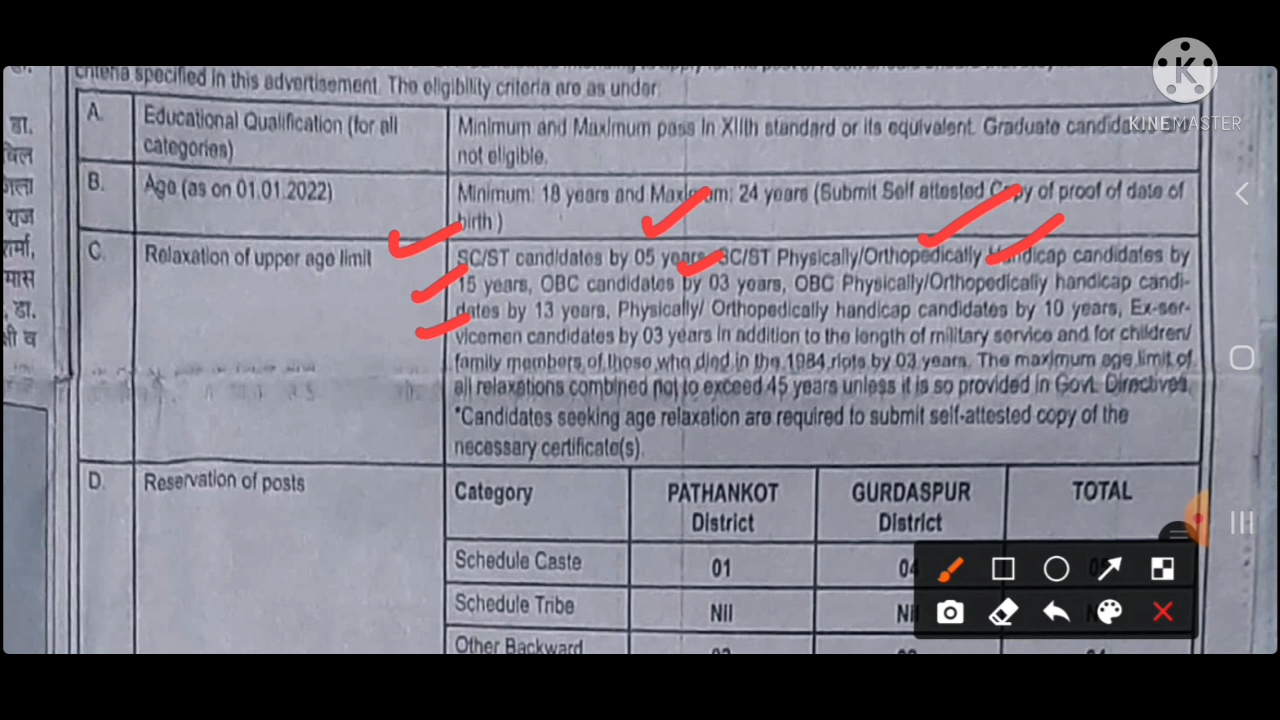 criteria specified in this advertisement. The eligibility criteria are as under:
A.
Educational Qualification (for all
categories)
Minimum and Maximum pass in XIIth standard or its equivalent. Graduate
not eligible.
B.
Age (as on 01.01.2022)
Minimum: 18 years and Maximum: 24 years (Submit Self attested Copy of proof of date of
birth )
C.
Relaxation of upper age limit
SC/ST candidates by 05 years, SC/ST Physically/Orthopedically Handicap candidates by
15 years, OBC candidates by 03 years, OBC Physically/Orthopedically handicap candi-
dates by 13 years, Physically/ Orthopedically handicap candidates by 10 years, Ex-ser-
vicemen candidates by 03 years in addition to the length of military service and for children/
family members of those who died in the 1984 riots by 03 years. The maximum age limit of
all relaxations combined not to exceed 45 years unless it is so provided in Govt. Directives.
*Candidates seeking age relaxation are required to submit self-attested copy of the
necessary certificate(s).
D.
Reservation of posts
Category PATHANKOT GURDASPUR TOTAL
District District
Schedule Caste 01 04
Schedule Tribe Nil Nil
Other Backward
डा.
राज
शर्मा,
डा.
K
KINEMASTER